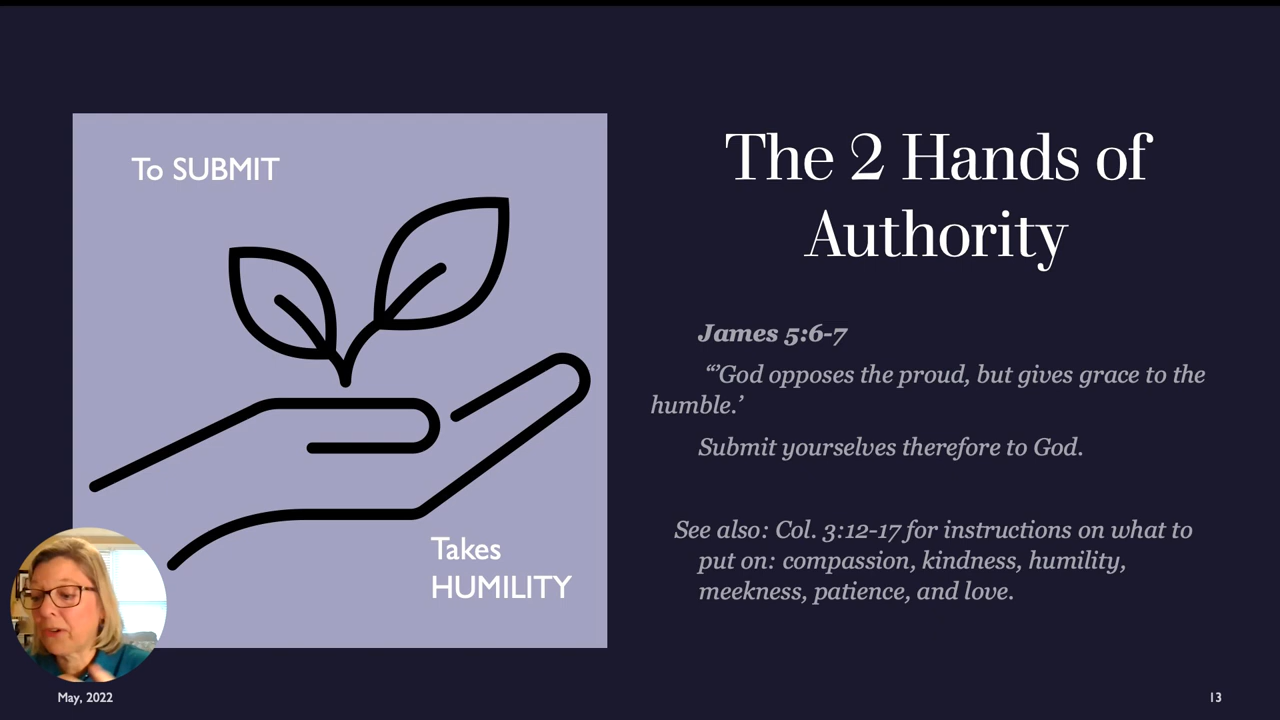 To SUBMIT
Takes
HUMILITY
The 2 Hands of
Authority
James 5:6-7
“’God opposes the proud, but gives grace to the
humble.’
Submit yourselves therefore to God.
See also: Col. 3:12-17 for instructions on what to
put on: compassion, kindness, humility,
meekness, patience, and love.
May, 2022
13